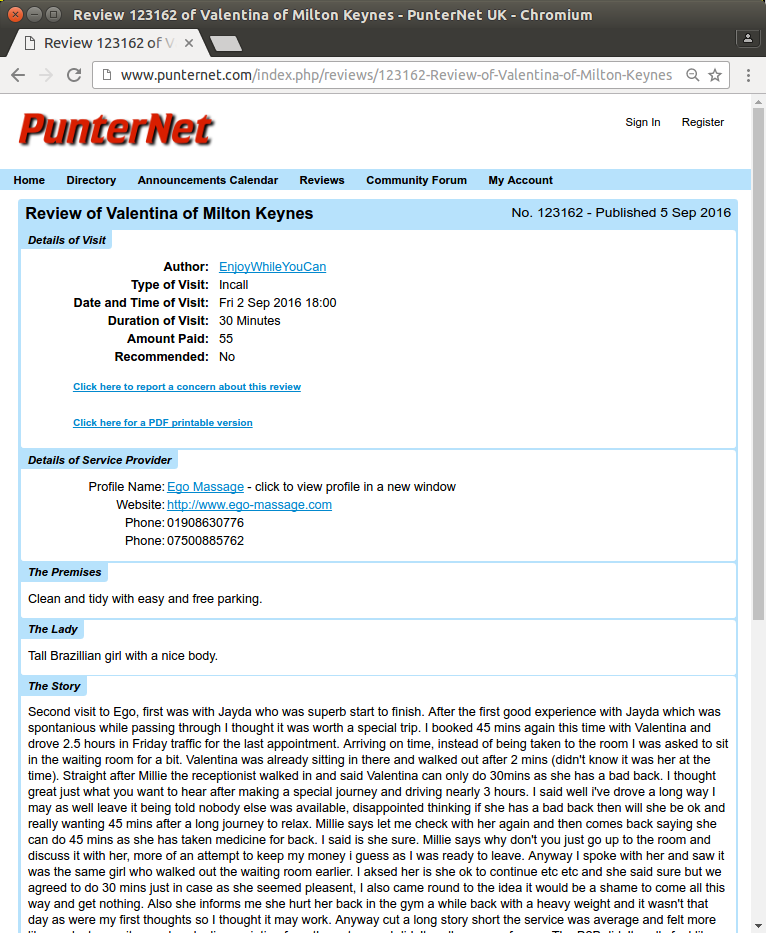 Review 123162 of Valentina of Milton Keynes - PunterNet UK - Chromium
Review 123162 of V
www.punternet.com/index.php/reviews/123162-Review-of-Valentina-of-Milton-Keynes
PunterNet
Sign In Register
Home Directory Announcements Calendar Reviews Community Forum My Account
Review of Valentina of Milton Keynes No. 123162 - Published 5 Sep 2016
Details of Visit
Author: EnjoyWhileYouCan
Type of Visit: Incall
Date and Time of Visit: Fri 2 Sep 2016 18:00
Duration of Visit: 30 Minutes
Amount Paid: 55
Recommended: No
Click here to report a concern about this review
Click here for a PDF printable version
Details of Service Provider
Profile Name: Ego Massage - click to view profile in a new window
Website: http://www.ego-massage.com
Phone: 01908630776
Phone: 07500885762
The Premises
Clean and tidy with easy and free parking.
The Lady
Tall Brazillian girl with a nice body.
The Story
Second visit to Ego, first was with Jayda who was superb start to finish. After the first good experience with Jayda which was
spontanious while passing through I thought it was worth a special trip. I booked 45 mins again this time with Valentina and
drove 2.5 hours in Friday traffic for the last appointment. Arriving on time, instead of being taken to the room I was asked to sit
in the waiting room for a bit. Valentina was already sitting in there and walked out after 2 mins (didn't know it was her at the
time). Straight after Millie the receptionist walked in and said Valentina can only do 30mins as she has a bad back. I thought
great just what you want to hear after making a special journey and driving nearly 3 hours. I said well i've drove a long way I
may as well leave it being told nobody else was available, disappointed thinking if she has a bad back then will she be ok and
really wanting 45 mins after a long journey to relax. Millie says let me check with her again and then comes back saying she
can do 45 mins as she has taken medicine for back. I said is she sure. Millie says why don't you just go up to the room and
discuss it with her, more of an attempt to keep my money i guess as I was ready to leave. Anyway I spoke with her and saw it
was the same girl who walked out the waiting room earlier. I aksed her is she ok to continue etc etc and she said sure but we
agreed to do 30 mins just in case as she seemed pleasent, I also came round to the idea it would be a shame to come all this
way and get nothing. Also she informs me she hurt her back in the gym a while back with a heavy weight and it wasn't that
day as were my first thoughts so I thought it may work. Anyway cut a long story short the service was average and felt more